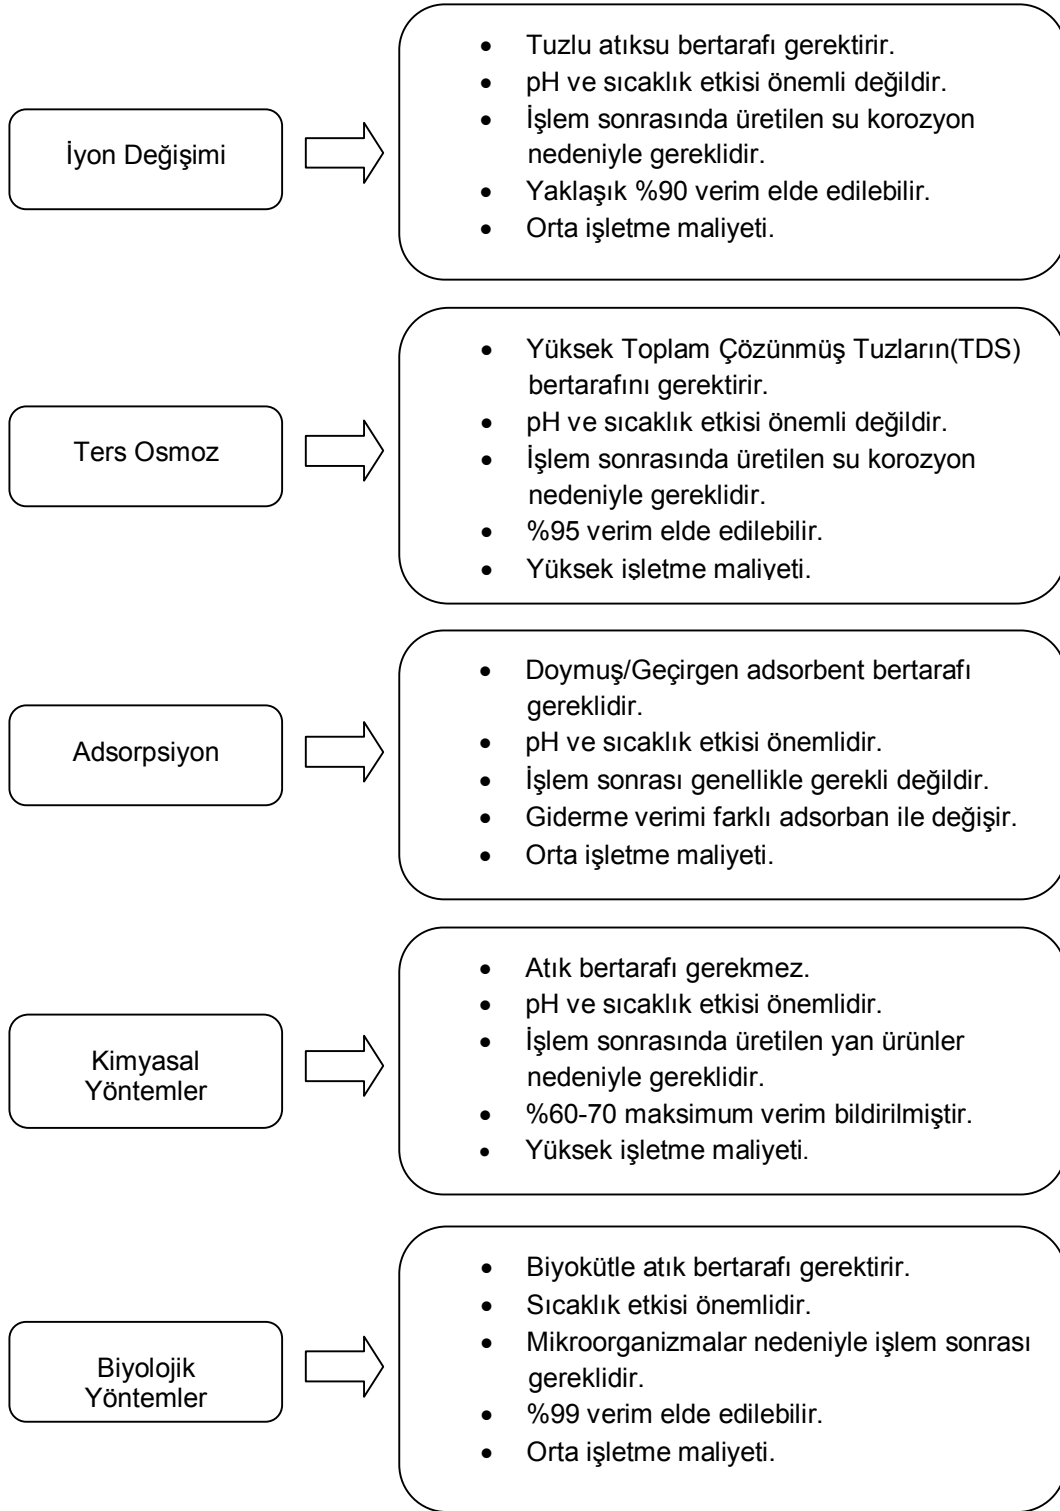 İyon Değişimi
• Tuzlu atıksu bertarafı gerektirir.
• pH ve sıcaklık etkisi önemli değildir.
• İşlem sonrasında üretilen su korozyon
nedeniyle gereklidir.
• Yaklaşık %90 verim elde edilebilir.
• Orta işletme maliyeti.
Ters Osmoz
• Yüksek Toplam Çözünmüş Tuzların(TDS)
bertarafını gerektirir.
• pH ve sıcaklık etkisi önemli değildir.
• İşlem sonrasında üretilen su korozyon
nedeniyle gereklidir.
• %95 verim elde edilebilir.
• Yüksek işletme maliyeti.
Adsorpsiyon
• Doymuş/Geçirgen adsorbent bertarafı
gereklidir.
• pH ve sıcaklık etkisi önemlidir.
• İşlem sonrası genellikle gerekli değildir.
• Giderme verimi farklı adsorban ile değişir.
• Orta işletme maliyeti.
Kimyasal
Yöntemler
• Atık bertarafı gerekmez.
• pH ve sıcaklık etkisi önemlidir.
• İşlem sonrasında üretilen yan ürünler
nedeniyle gereklidir.
• %60-70 maksimum verim bildirilmiştir.
• Yüksek işletme maliyeti.
Biyolojik
Yöntemler
• Biyokütle atık bertarafı gerektirir.
• Sıcaklık etkisi önemlidir.
• Mikroorganizmalar nedeniyle işlem sonrası
gereklidir.
• %99 verim elde edilebilir.
• Orta işletme maliyeti.